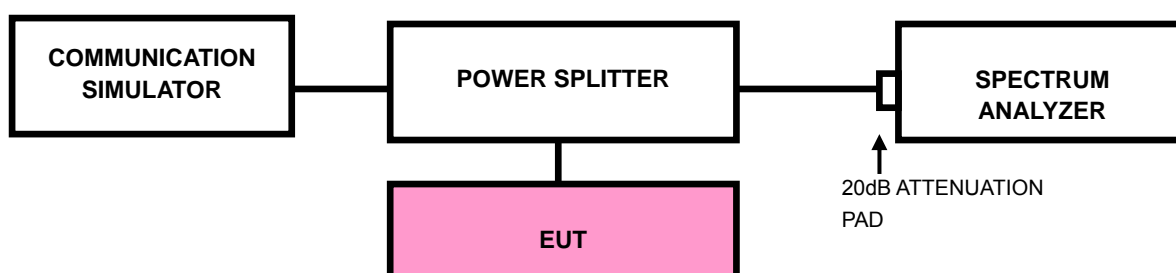 COMMUNICATION
SIMULATOR
POWER SPLITTER
SPECTRUM
ANALYZER
20dB ATTENUATION
PAD
EUT